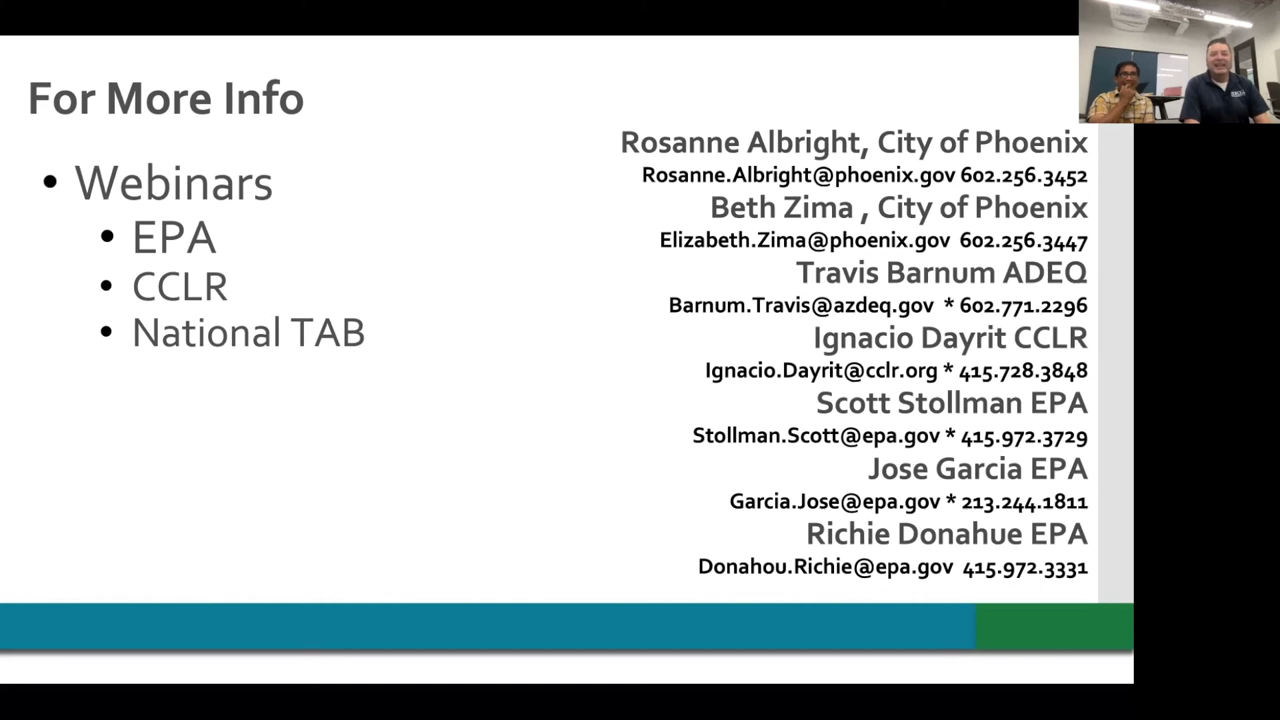 For More Info
• Webinars
• EPA
• CCLR
• National TAB
Rosanne Albright, City of Phoenix
Rosanne.Albright@phoenix.gov 602.256.3452
Beth Zima , City of Phoenix
Elizabeth.Zima@phoenix.gov 602.256.3447
Travis Barnum ADEQ
Barnum.Travis@azdeq.gov * 602.771.2296
Ignacio Dayrit CCLR
Ignacio.Dayrit@cclr.org * 415.728.3848
Scott Stollman EPA
Stollman.Scott@epa.gov * 415.972.3729
Jose Garcia EPA
Garcia.Jose@epa.gov * 213.244.1811
Richie Donahue EPA
Donahou.Richie@epa.gov 415.972.3331